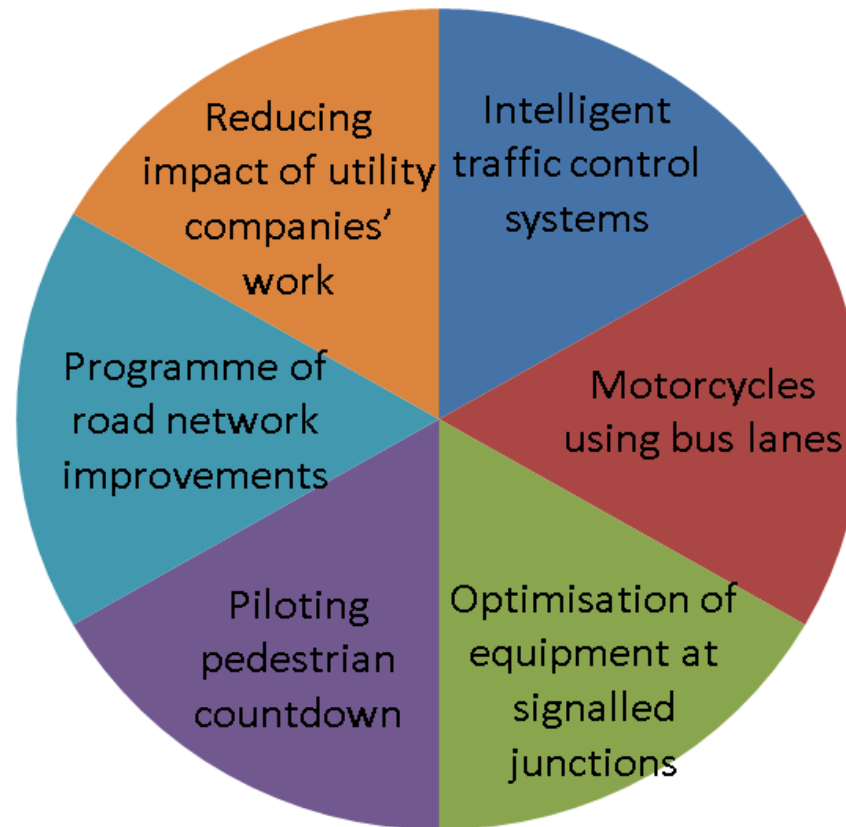 Intelligent
traffic control
systems
Motorcycles
using bus lanes
Optimisation of
equipment at
signalled
junctions
Piloting
pedestrian
countdown
Programme of
road network
improvements
Reducing
impact of utility
companies’
work